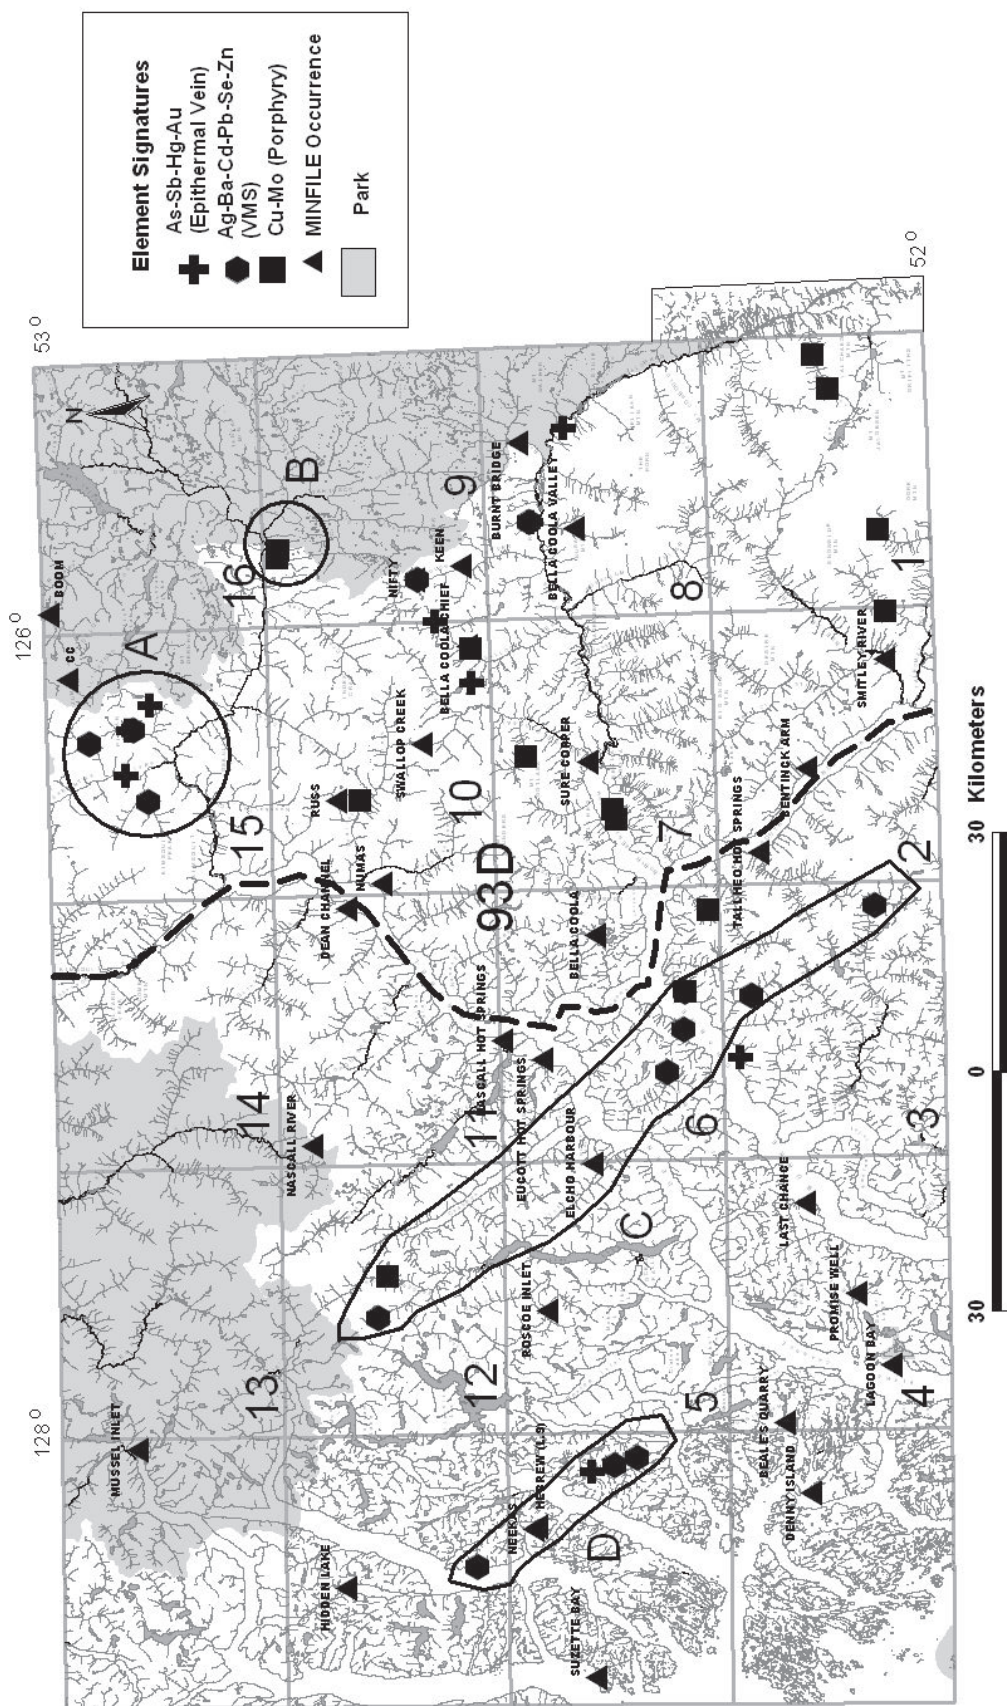 Element Signatures
As-Sb-Hg-Au
(Epithermal Vein)
Ag-Ba-Cd-Pb-Se-Zn
(VMS)
Cu-Mo (Porphyry)
MINFILE Occurrence
Park
128 O
126 O
53 O
N
MUSSEL INLET
CC
BOOM
A
13
14
15
16
B
HIDDEN LAKE
NASCALL RIVER
DEAN CHANNEL
NUMAS
RUSS
SWALLOP CREEK
BELLA COOLA CHIEF
NIFTY
KEEN
12
11
10
9
93D
NEEKAS
HEBREW (L.9)
ROSCOE INLET
NASCALL HOT SPRINGS
EUCOTT HOT SPRINGS
ELCHO HARBOUR
BELLA COOLA
SURE COPPER
BURNT BRIDGE
BELLA COOLA VALLEY
SUZETTE BAY
D
C
5
6
7
8
DENNY ISLAND
BEALE'S QUARRY
LAST CHANCE
TALLHEO HOT SPRINGS
BENTINCK ARM
PROMISE WELL
LAGOON BAY
SMITLEY RIVER
4
3
2
1
52 O
30
0
30 Kilometers